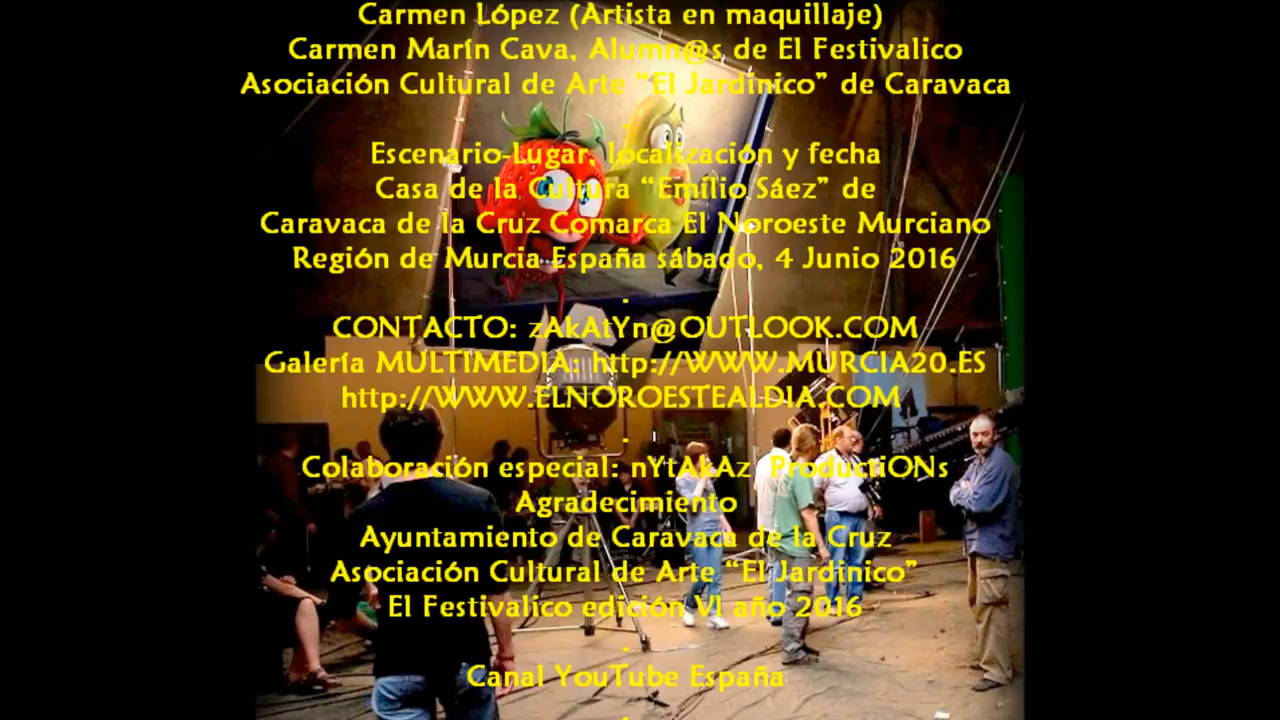 Carmen López (Artista en maquillaje)
Carmen Marín Cava, Alumn@s de El Festivalico
Asociación Cultural de Arte “El Jardinico” de Caravaca
.
Escenario-Lugar, localización y fecha
Casa de la Cultura “Emilio Sáez” de
Caravaca de la Cruz Comarca El Noroeste Murciano
Región de Murcia España sábado, 4 Junio 2016
.
CONTACTO: zAkAtYn@OUTLOOK.COM
Galería MULTIMEDIA: http://WWW.MURCIA20.ES
http://WWW.ELNOROESTEALDIA.COM
.
Colaboración especial: nYtAkAz ProductiONs
Agradecimiento
Ayuntamiento de Caravaca de la Cruz
Asociación Cultural de Arte “El Jardinico”
El Festivalico edición VI año 2016
.
Canal YouTube España
.